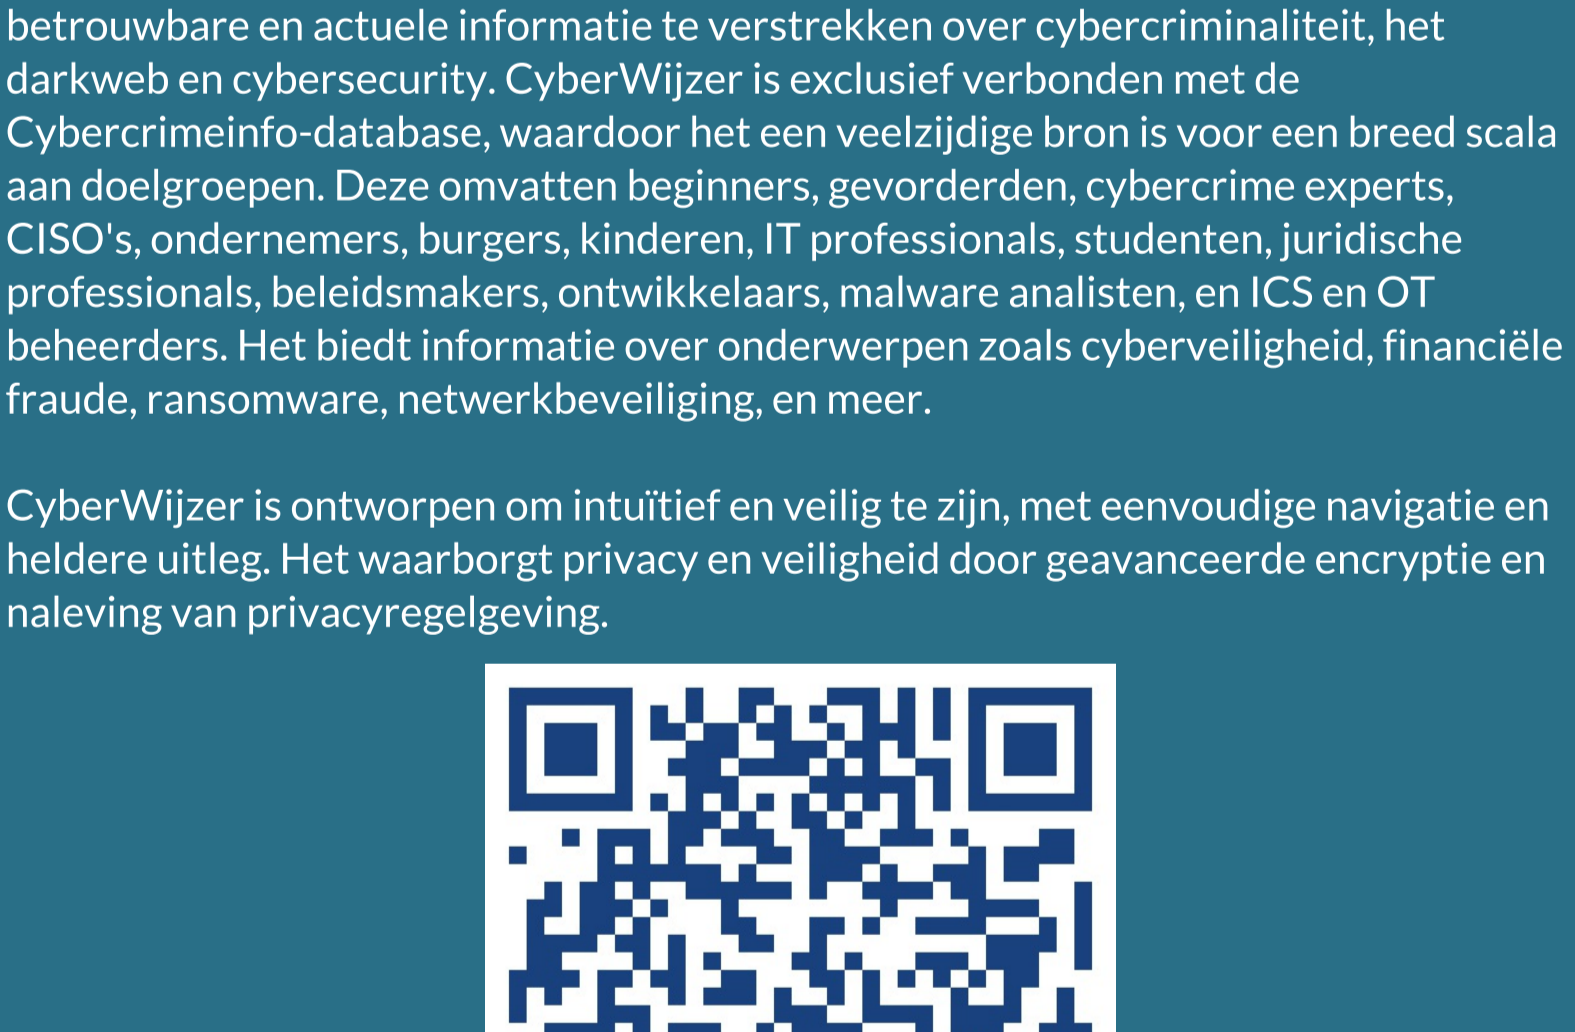 betrouwbare en actuele informatie te verstrekken over cybercriminaliteit, het
darkweb en cybersecurity. CyberWijzer is exclusief verbonden met de
Cybercrimeinfo-database, waardoor het een veelzijdige bron is voor een breed scala
aan doelgroepen. Deze omvatten beginners, gevorderden, cybercrime experts,
CISO's, ondernemers, burgers, kinderen, IT professionals, studenten, juridische
professionals, beleidsmakers, ontwikkelaars, malware analisten, en ICS en OT
beheerders. Het biedt informatie over onderwerpen zoals cyberveiligheid, financiële
fraude, ransomware, netwerkbeveiliging, en meer.
CyberWijzer is ontworpen om intuïtief en veilig te zijn, met eenvoudige navigatie en
heldere uitleg. Het waarborgt privacy en veiligheid door geavanceerde encryptie en
naleving van privacyregelgeving.